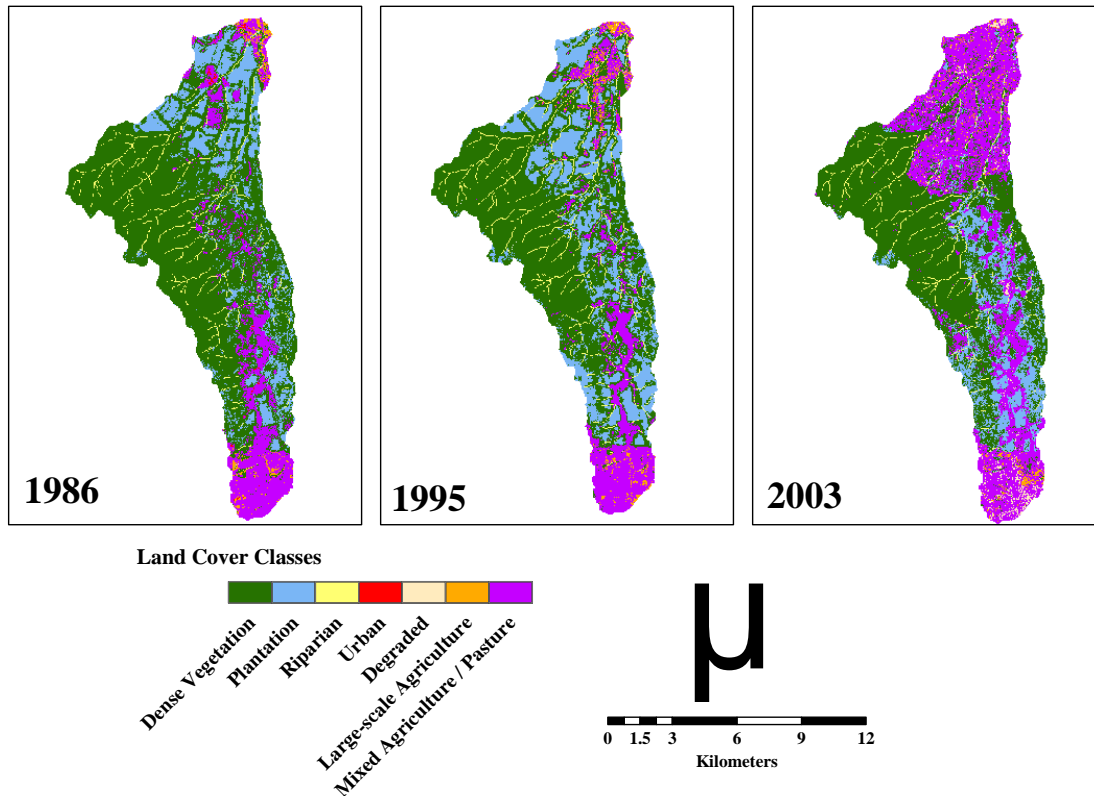 1986
1995
2003
Land Cover Classes
Dense Vegetation
Plantation
Riparian
Urban
Degraded
Large-scale Agriculture
Mixed Agriculture / Pasture
µ
0 1.5 3 6 9 12
Kilometers